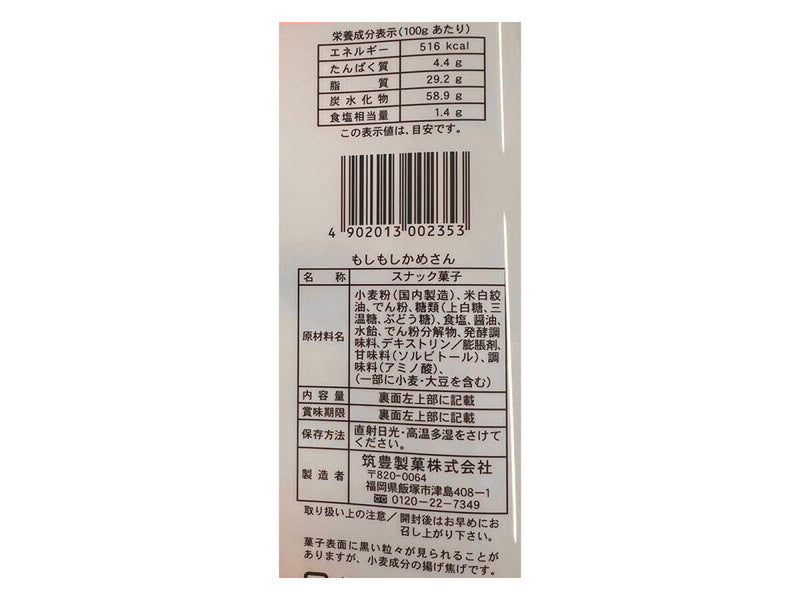 栄養成分表示(100g あたり)
エネルギー 516 kcal
たんぱく質 4.4 g
脂質 29.2 g
炭水化物 58.9 g
食塩相当量 1.4 g
この表示値は、目安です。
4 902013 002353
もしもしかめさん
名称 スナック菓子
原材料名 小麦粉(国内製造)、米白絞
油、でん粉、糖類(上白糖、三
温糖、ぶどう糖)、食塩、醤油、
水飴、でん粉分解物、発酵調
味料、デキストリン/膨脹剤、
甘味料(ソルビトール)、調
味料(アミノ酸)、
(一部に小麦・大豆を含む)
内容量 裏面左上部に記載
賞味期限 裏面左上部に記載
保存方法 直射日光・高温多湿をさけて
ください。
製造者 筑豊製菓株式会社
〒820-0064
福岡県飯塚市津島408-1
0120-22-7349
取り扱い上の注意/開封後はお早めにお
召し上がり下さい。
菓子表面に黒い粒々が見られることが
ありますが、小麦成分の揚げ焦げです。